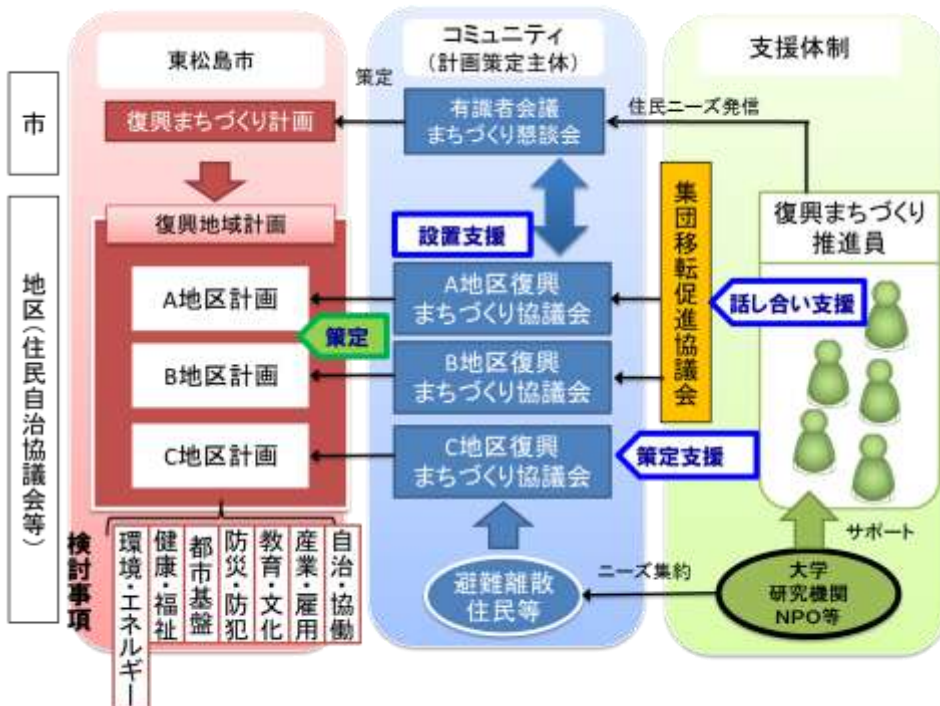 東松島市
コミュニティ
（計画策定主体）
支援体制
市
復興まちづくり計画
策定
有識者会議
まちづくり懇談会
住民ニーズ発信
地区（住民自治協議会等）
復興地域計画
設置支援
集団移転促進協議会
復興まちづくり
推進員
A地区計画
A地区復興
まちづくり協議会
話し合い支援
策定
B地区計画
B地区復興
まちづくり協議会
C地区計画
C地区復興
まちづくり協議会
策定支援
検討事項
環境・エネルギー
健康・福祉
都市基盤
防災・防犯
教育・文化
産業・雇用
自治・協働
避難離散
住民等
ニーズ集約
サポート
大学
研究機関
NPO等